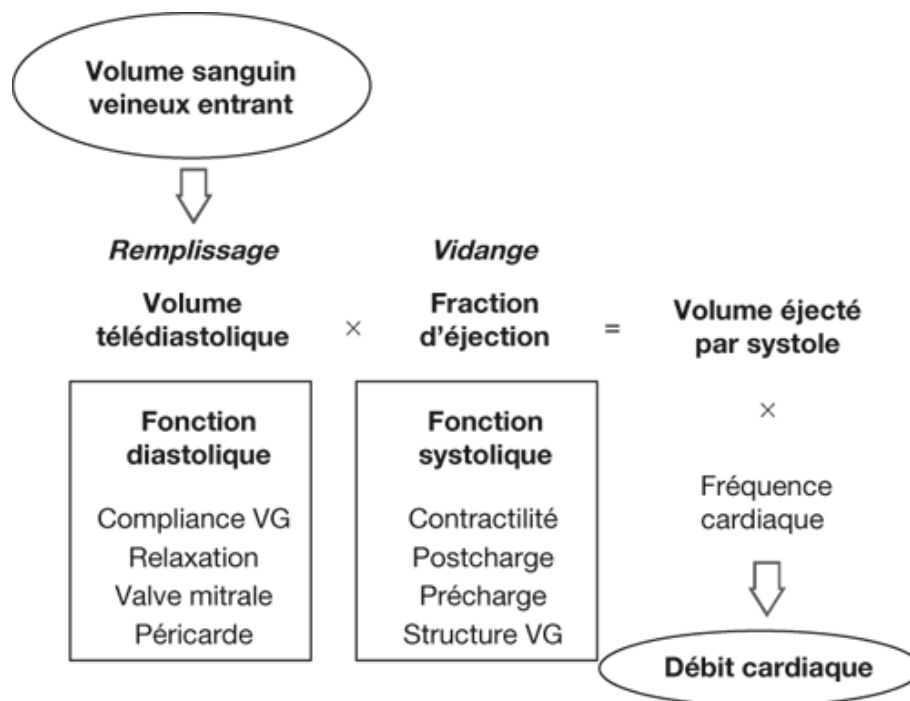 Volume sanguin
veineux entrant
Remplissage
Vidange
Volume
télédiastolique
×
Fraction
d'éjection
=
Volume éjecté
par systole
Fonction
diastolique
Compliance VG
Relaxation
Valve mitrale
Péricarde
Fonction
systolique
Contractilité
Postcharge
Précharge
Structure VG
×
Fréquence
cardiaque
Débit cardiaque